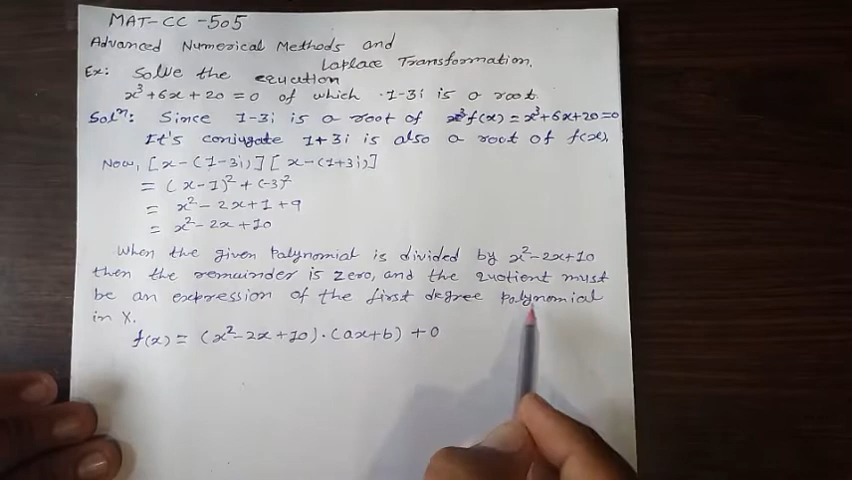 MAT-CC-505
Advanced Numerical Methods and
Laplace Transformation.
Ex: Solve the equation
x³+6x+20=0 of which 1-3i is a root.
Solⁿ: Since 1-3i is a root of f(x)=x³+6x+20=0
It's conjugate 1+3i is also a root of f(x).
Now, [x-(1-3i)][x-(1+3i)]
= (x-1)²+(-3)²
= x²-2x+1+9
= x²-2x+10
When the given Polynomial is divided by x²-2x+10
then the remainder is zero, and the quotient must
be an expression of the first degree polynomial
in X.
f(x) = (x²-2x+10)·(ax+b)+0